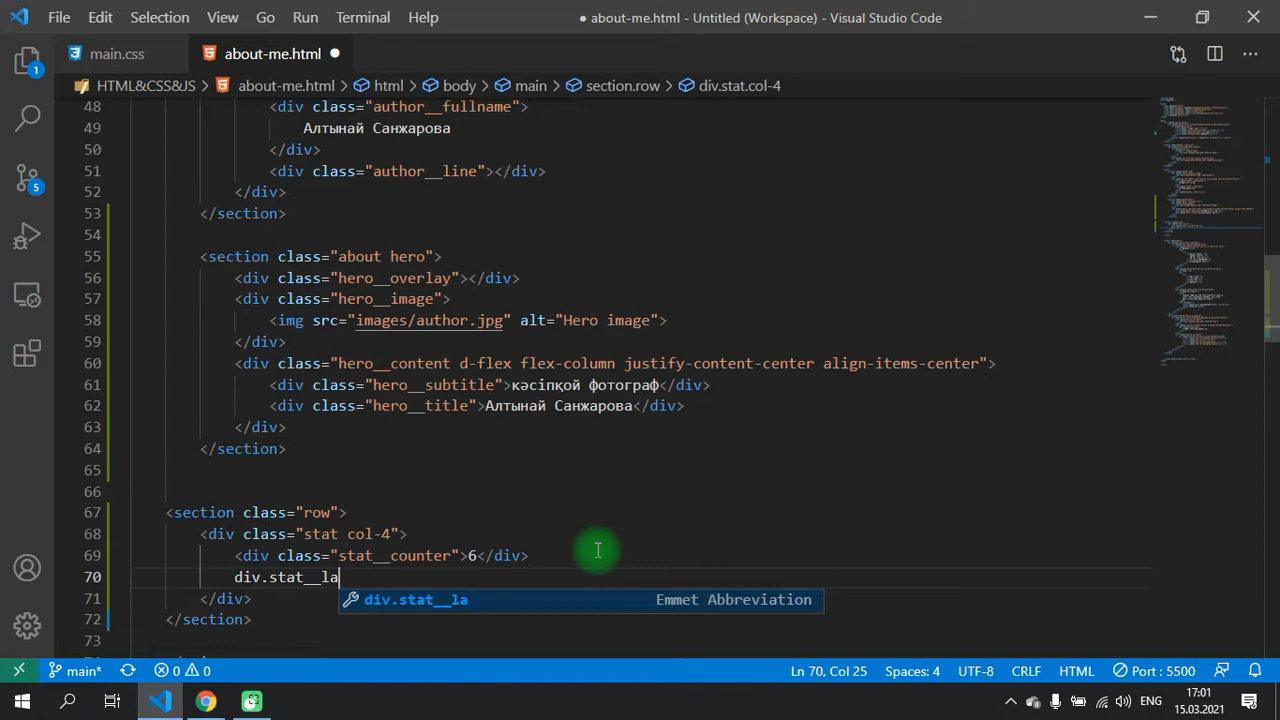 File Edit Selection View Go Run Terminal Help ● about-me.html - Untitled (Workspace) - Visual Studio Code
main.css about-me.html
HTML&CSS&JS > about-me.html > html > body > main > section.row > div.stat.col-4
48 <div class="author__fullname">
49 Алтынай Санжарова
50 </div>
51 <div class="author__line"></div>
52 </div>
53 </section>
54
55 <section class="about hero">
56 <div class="hero__overlay"></div>
57 <div class="hero__image">
58 <img src="images/author.jpg" alt="Hero image">
59 </div>
60 <div class="hero__content d-flex flex-column justify-content-center align-items-center">
61 <div class="hero__subtitle">кәсіпқой фотограф</div>
62 <div class="hero__title">Алтынай Санжарова</div>
63 </div>
64 </section>
65
66
67 <section class="row">
68 <div class="stat col-4">
69 <div class="stat__counter">6</div>
70 div.stat__la
71 </div>
div.stat__la Emmet Abbreviation
72 </section>
73
1
5
main* 0 0 Ln 70, Col 25 Spaces: 4 UTF-8 CRLF HTML Port : 5500
ENG 17:01
15.03.2021